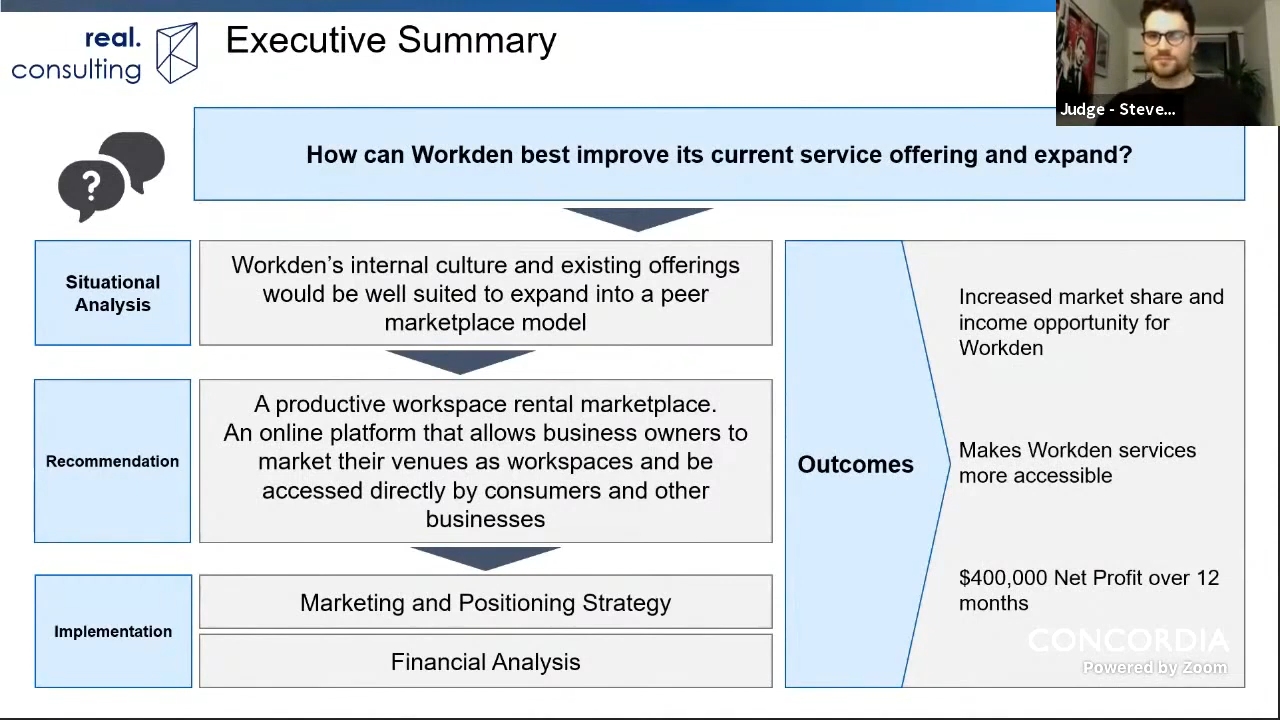 real.
consulting
Executive Summary
Judge - Steve...
?
How can Workden best improve its current service offering and expand?
Situational
Analysis
Workden’s internal culture and existing offerings
would be well suited to expand into a peer
marketplace model
Recommendation
A productive workspace rental marketplace.
An online platform that allows business owners to
market their venues as workspaces and be
accessed directly by consumers and other
businesses
Implementation
Marketing and Positioning Strategy
Financial Analysis
Outcomes
Increased market share and
income opportunity for
Workden
Makes Workden services
more accessible
$400,000 Net Profit over 12
months
CONCORDIA
Powered by Zoom